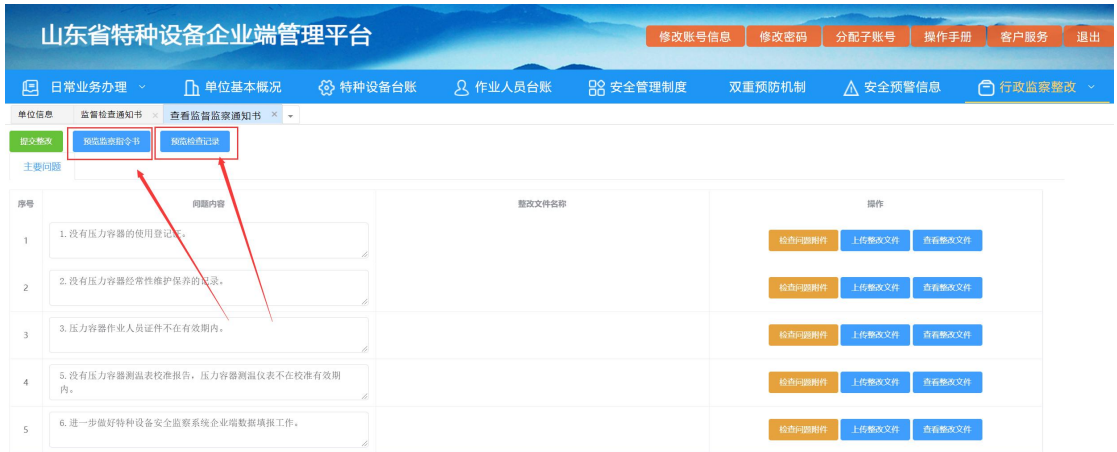 山东省特种设备企业端管理平台
修改账号信息 修改密码 分配子账号 操作手册 客户服务 退出
日常业务办理 单位基本概况 特种设备台账 作业人员台账 安全管理制度 双重预防机制 安全预警信息 行政监察整改
单位信息 监督检查通知书 × 查看监督监察通知书 ×
提交整改 预览监察指令书 预览检查记录
主要问题
序号 问题内容 整改文件名称 操作
1 1.没有压力容器的使用登记证。 检查问题附件 上传整改文件 查看整改文件
2 2.没有压力容器经常性维护保养的记录。 检查问题附件 上传整改文件 查看整改文件
3 3.压力容器作业人员证件不在有效期内。 检查问题附件 上传整改文件 查看整改文件
4 5.没有压力容器测温表校准报告，压力容器测温仪表不在校准有效期 检查问题附件 上传整改文件 查看整改文件
内。
5 6.进一步做好特种设备安全监察系统企业端数据填报工作。 检查问题附件 上传整改文件 查看整改文件